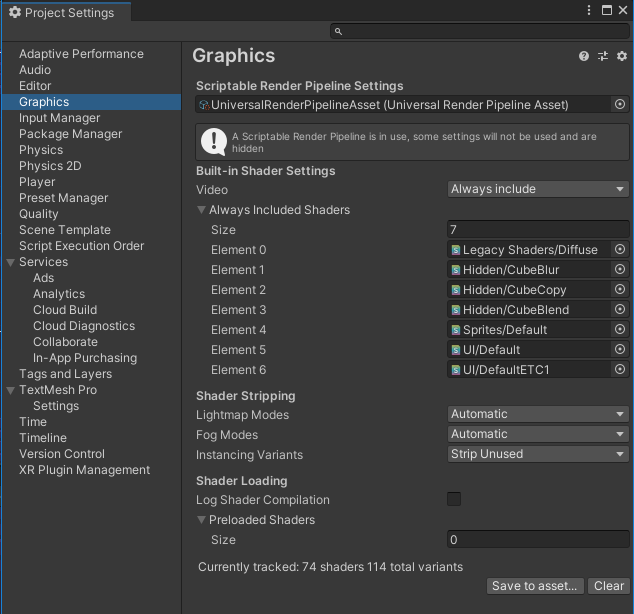 Project Settings
Graphics
Adaptive Performance
Audio
Editor
Graphics
Input Manager
Package Manager
Physics
Physics 2D
Player
Preset Manager
Quality
Scene Template
Script Execution Order
Services
Ads
Analytics
Cloud Build
Cloud Diagnostics
Collaborate
In-App Purchasing
Tags and Layers
TextMesh Pro
Settings
Time
Timeline
Version Control
XR Plugin Management
Scriptable Render Pipeline Settings
UniversalRenderPipelineAsset (Universal Render Pipeline Asset)
A Scriptable Render Pipeline is in use, some settings will not be used and are
hidden
Built-in Shader Settings
Video Always include
Always Included Shaders
Size 7
Element 0 Legacy Shaders/Diffuse
Element 1 Hidden/CubeBlur
Element 2 Hidden/CubeCopy
Element 3 Hidden/CubeBlend
Element 4 Sprites/Default
Element 5 UI/Default
Element 6 UI/DefaultETC1
Shader Stripping
Lightmap Modes Automatic
Fog Modes Automatic
Instancing Variants Strip Unused
Shader Loading
Log Shader Compilation
Preloaded Shaders
Size 0
Currently tracked: 74 shaders 114 total variants
Save to asset... Clear